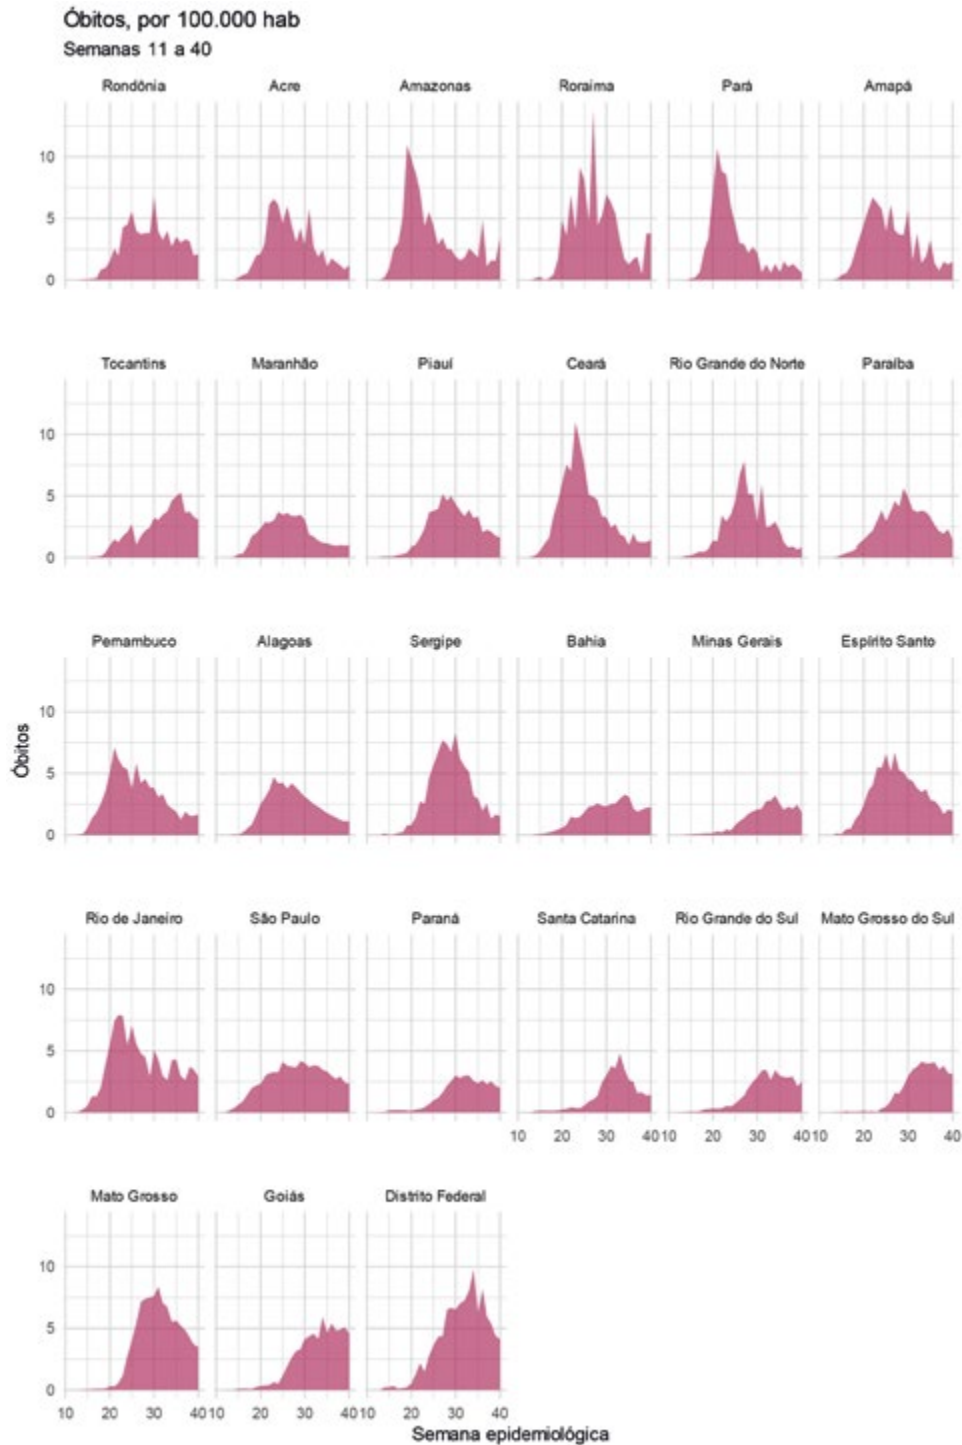 Óbitos, por 100.000 hab
Semanas 11 a 40
Rondônia Acre Amazonas Roraima Pará Amapá
10
5
0
Tocantins Maranhão Piauí Ceará Rio Grande do Norte Paraíba
10
5
0
Pernambuco Alagoas Sergipe Bahia Minas Gerais Espírito Santo
10
5
0
Óbitos
Rio de Janeiro São Paulo Paraná Santa Catarina Rio Grande do Sul Mato Grosso do Sul
10
5
0
10 20 30 40 10 20 30 40 10 20 30 40
Mato Grosso Goiás Distrito Federal
10
5
0
10 20 30 40 10 20 30 40 10 20 30 40
Semana epidemiológica